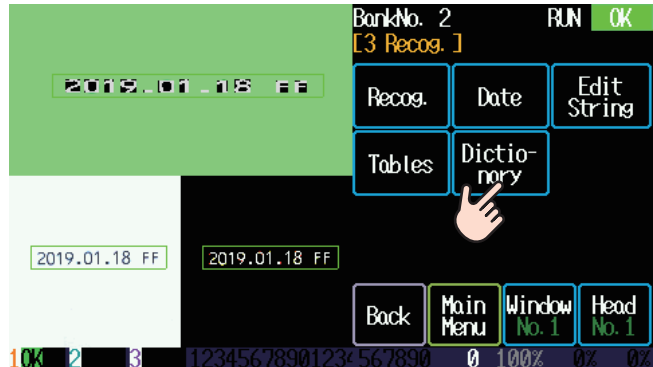 BankNo. 2 RUN OK
[3 Recog. ]
2019.01.18 FF
Recog. Date Edit String
Tables Dictio-nary
2019.01.18 FF 2019.01.18 FF
Back Main Menu Window No.1 Head No.1
1OK 2 3 1234567890123 567890 0 100% 0% 0%